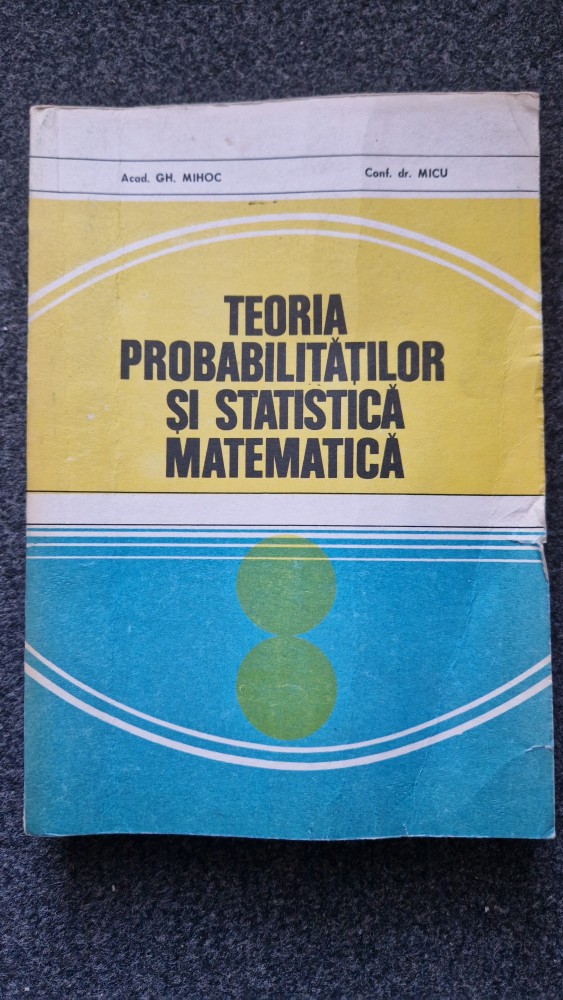 Acad. GH. MIHOC Conf. dr. MICU
TEORIA
PROBABILITĂȚILOR
ȘI STATISTICĂ
MATEMATICĂ